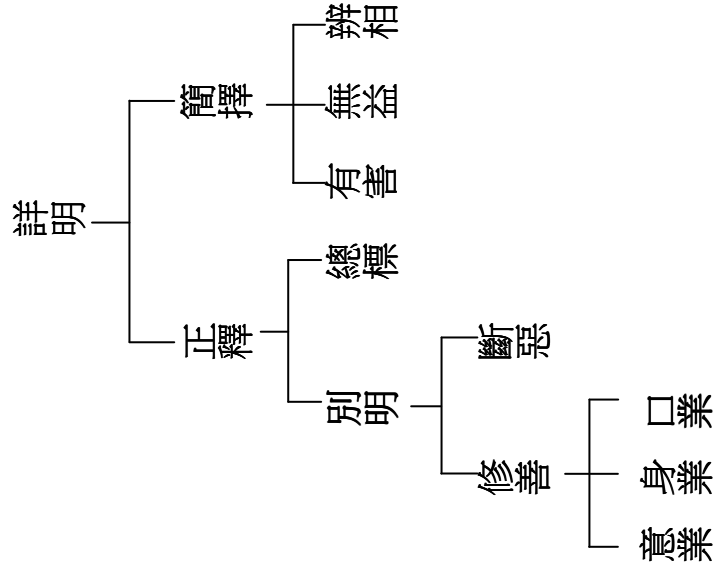 詳明
簡擇
辨相
無益
有害
正釋
總標
別明
斷惡
修善
口業
身業
意業